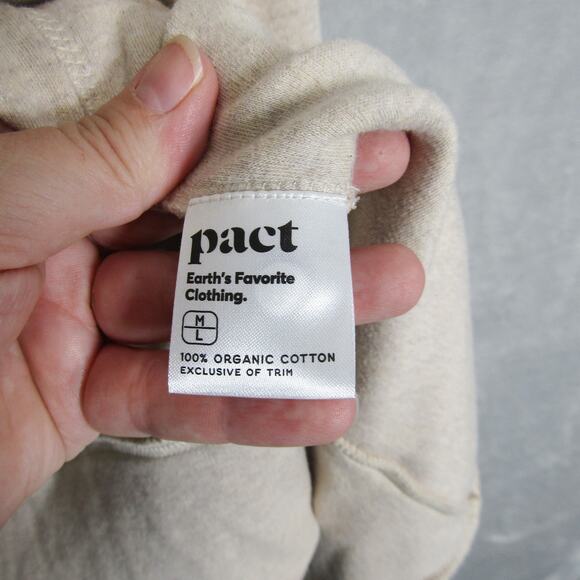 pact
Earth's Favorite
Clothing.
M
L
100% ORGANIC COTTON
EXCLUSIVE OF TRIM